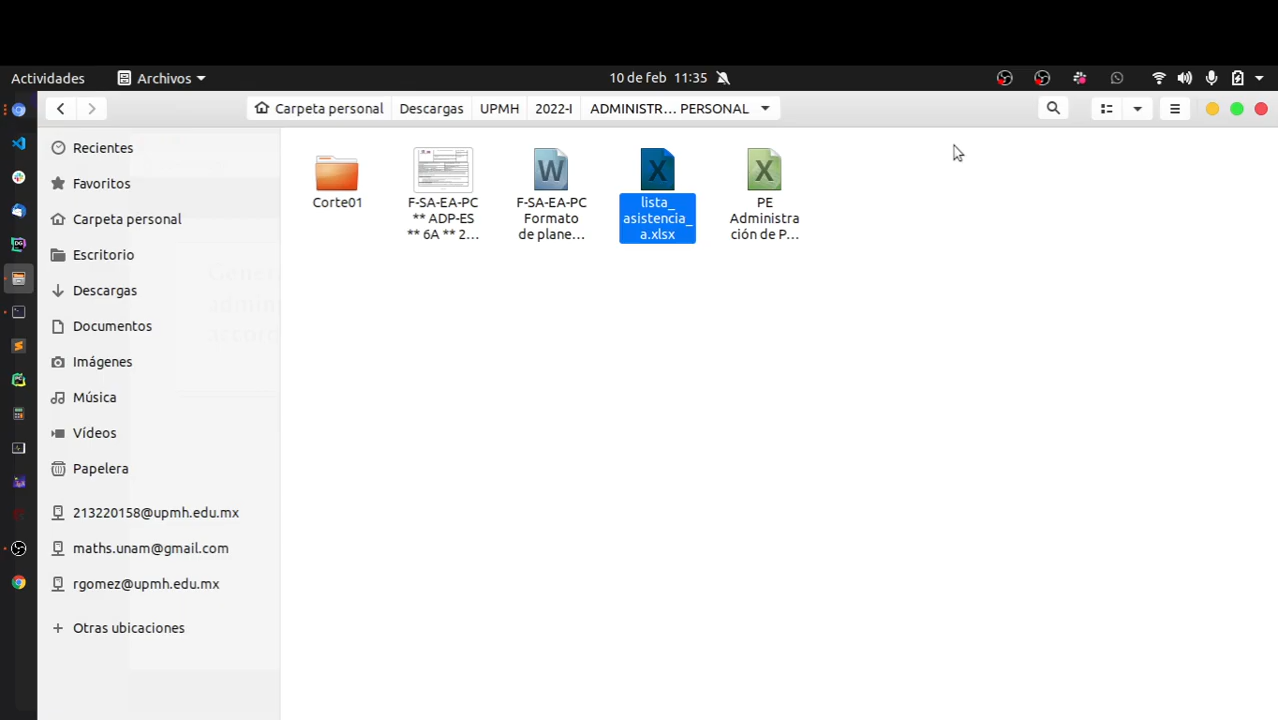 Actividades Archivos 10 de feb 11:35
Carpeta personal Descargas UPMH 2022-I ADMINISTR... PERSONAL
Recientes
Favoritos
Carpeta personal
Escritorio
Descargas
Documentos
Imágenes
Música
Vídeos
Papelera
213220158@upmh.edu.mx
maths.unam@gmail.com
rgomez@upmh.edu.mx
Otras ubicaciones
Corte01
F-SA-EA-PC
** ADP-ES
** 6A ** 2...
F-SA-EA-PC
Formato
de plane...
lista_
asistencia_
a.xlsx
PE
Administra
ción de P...